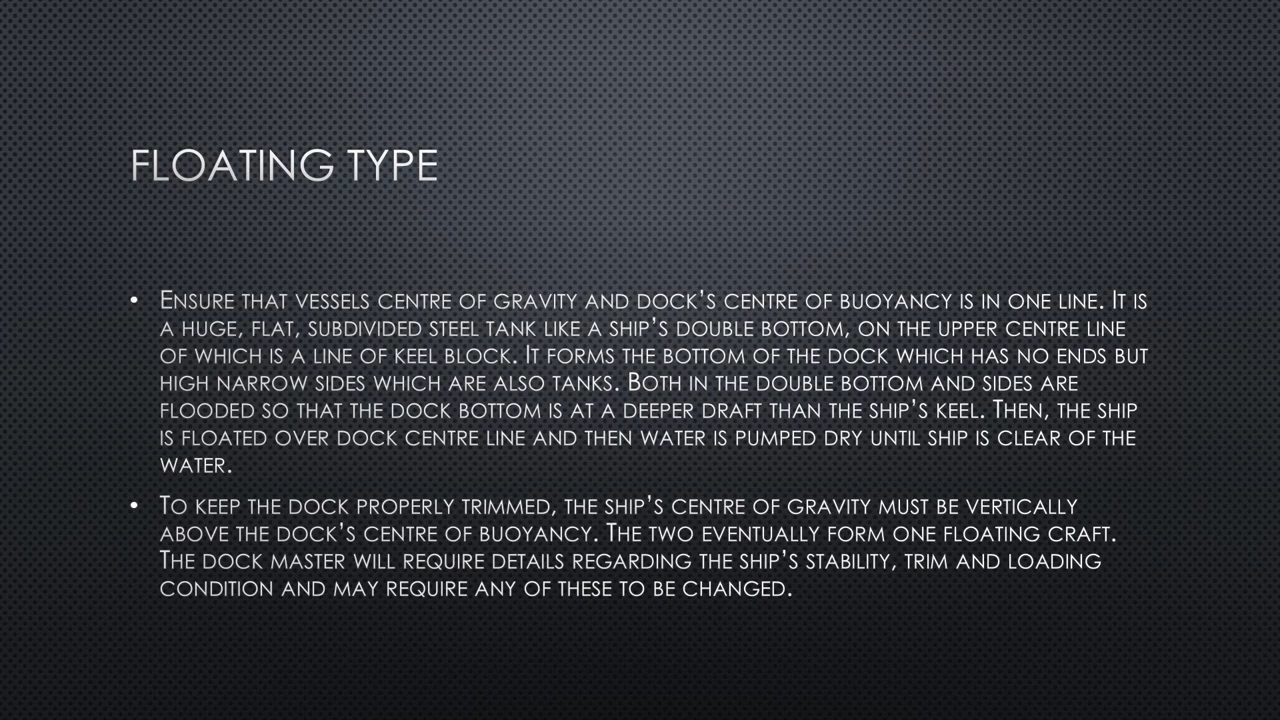 FLOATING TYPE
• ENSURE THAT VESSELS CENTRE OF GRAVITY AND DOCK’S CENTRE OF BUOYANCY IS IN ONE LINE. IT IS
A HUGE, FLAT, SUBDIVIDED STEEL TANK LIKE A SHIP’S DOUBLE BOTTOM, ON THE UPPER CENTRE LINE
OF WHICH IS A LINE OF KEEL BLOCK. IT FORMS THE BOTTOM OF THE DOCK WHICH HAS NO ENDS BUT
HIGH NARROW SIDES WHICH ARE ALSO TANKS. BOTH IN THE DOUBLE BOTTOM AND SIDES ARE
FLOODED SO THAT THE DOCK BOTTOM IS AT A DEEPER DRAFT THAN THE SHIP’S KEEL. THEN, THE SHIP
IS FLOATED OVER DOCK CENTRE LINE AND THEN WATER IS PUMPED DRY UNTIL SHIP IS CLEAR OF THE
WATER.
• TO KEEP THE DOCK PROPERLY TRIMMED, THE SHIP’S CENTRE OF GRAVITY MUST BE VERTICALLY
ABOVE THE DOCK’S CENTRE OF BUOYANCY. THE TWO EVENTUALLY FORM ONE FLOATING CRAFT.
THE DOCK MASTER WILL REQUIRE DETAILS REGARDING THE SHIP’S STABILITY, TRIM AND LOADING
CONDITION AND MAY REQUIRE ANY OF THESE TO BE CHANGED.